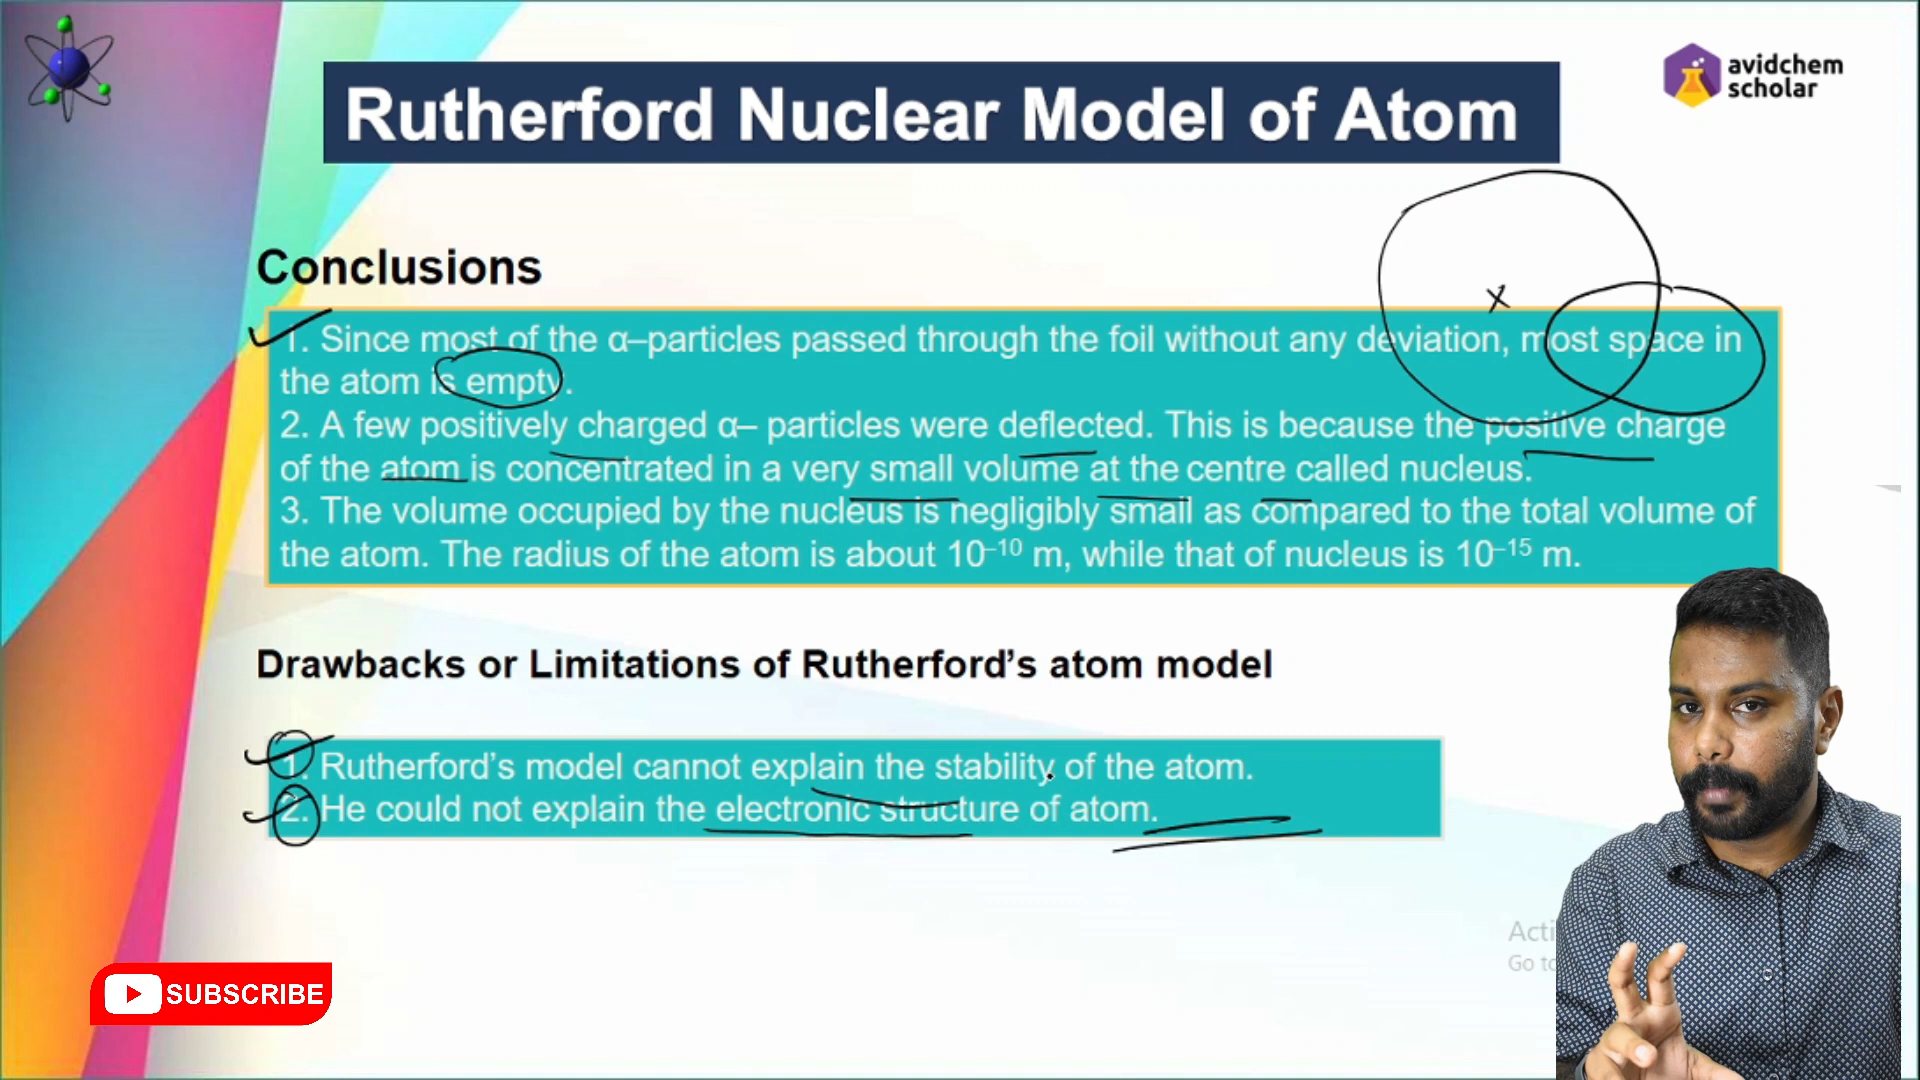 avidchem
scholar
Rutherford Nuclear Model of Atom
Conclusions
1. Since most of the α–particles passed through the foil without any deviation, most space in
the atom is empty.
2. A few positively charged α– particles were deflected. This is because the positive charge
of the atom is concentrated in a very small volume at the centre called nucleus.
3. The volume occupied by the nucleus is negligibly small as compared to the total volume of
the atom. The radius of the atom is about 10⁻¹⁰ m, while that of nucleus is 10⁻¹⁵ m.
Drawbacks or Limitations of Rutherford’s atom model
1. Rutherford’s model cannot explain the stability of the atom.
2. He could not explain the electronic structure of atom.
Acti
Go to
SUBSCRIBE